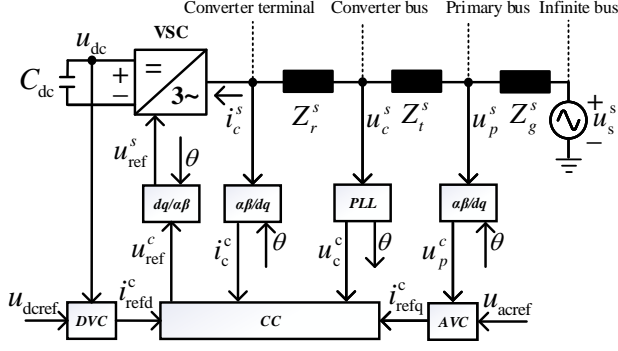 Converter terminal Converter bus Primary bus Infinite bus
VSC
u_dc
C_dc + − = 3~
i_c^s Z_r^s u_c^s Z_t^s u_p^s Z_g^s + u_s^s −
u_ref^s θ
dq/αβ αβ/dq PLL αβ/dq
u_ref^c i_c^c θ u_c^c θ u_p^c θ
u_dcref i_refd^c i_refq^c u_acref
DVC CC AVC